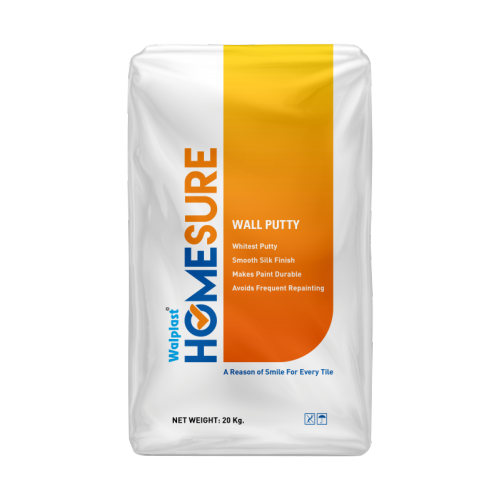 Walplast
HOMESURE
WALL PUTTY
Whitest Putty
Smooth Silk Finish
Makes Paint Durable
Avoids Frequent Repainting
A Reason of Smile For Every Tile
NET WEIGHT: 20 Kg.